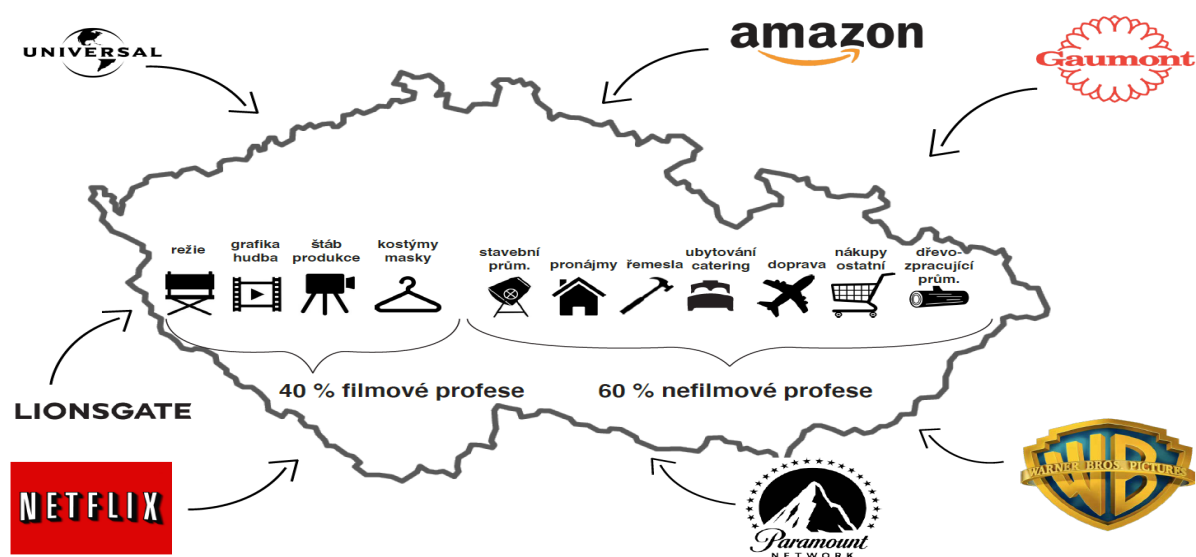 UNIVERSAL
amazon
Gaumont
režie
grafika
hudba
štáb
produkce
kostýmy
masky
stavební
prům.
pronájmy
řemesla
ubytování
catering
doprava
nákupy
ostatní
dřevo-
zpracující
prům.
40 % filmové profese
60 % nefilmové profese
LIONSGATE
NETFLIX
Paramount
NETWORK
WARNER BROS. PICTURES
WB